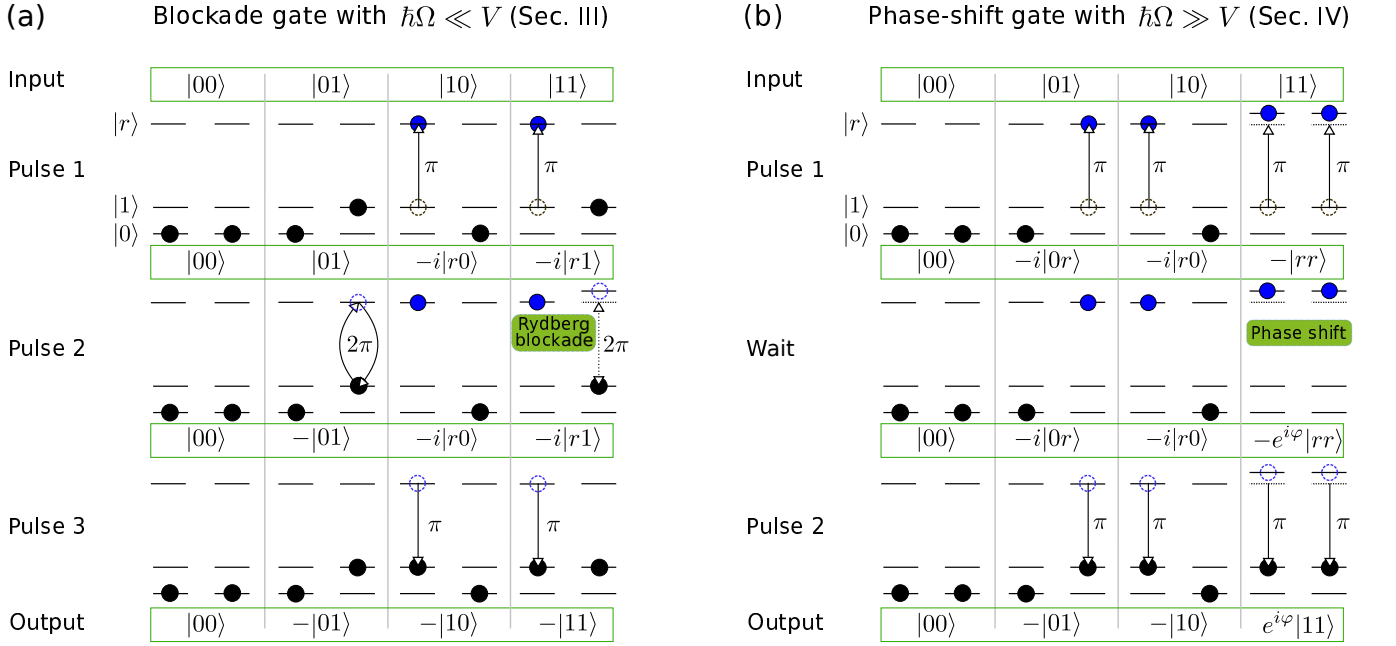 (a) Blockade gate with ℏΩ ≪ V (Sec. III)
Input |00⟩ |01⟩ |10⟩ |11⟩
|r⟩
Pulse 1 π π
|1⟩
|0⟩
|00⟩ |01⟩ −i|r0⟩ −i|r1⟩
Rydberg
blockade
Pulse 2 2π 2π
|00⟩ −|01⟩ −i|r0⟩ −i|r1⟩
Pulse 3 π π
Output |00⟩ −|01⟩ −|10⟩ −|11⟩
(b) Phase-shift gate with ℏΩ ≫ V (Sec. IV)
Input |00⟩ |01⟩ |10⟩ |11⟩
|r⟩
Pulse 1 π π π π
|1⟩
|0⟩
|00⟩ −i|0r⟩ −i|r0⟩ −|rr⟩
Phase shift
Wait
|00⟩ −i|0r⟩ −i|r0⟩ −e^{iφ}|rr⟩
Pulse 2 π π π π
Output |00⟩ −|01⟩ −|10⟩ e^{iφ}|11⟩